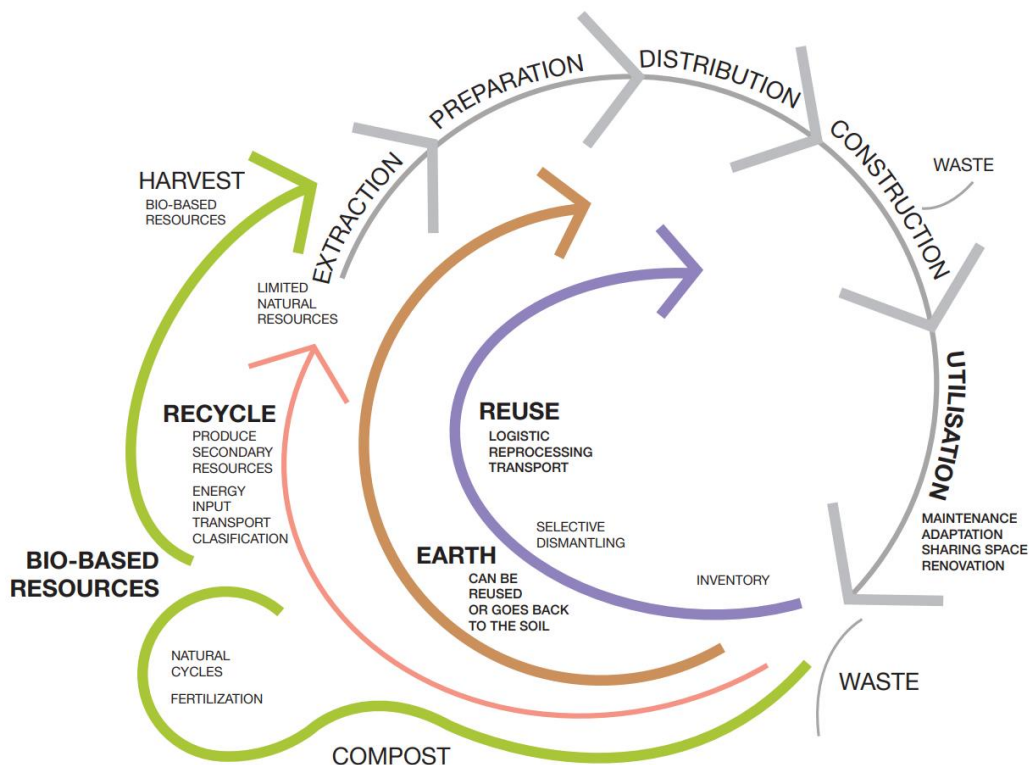 EXTRACTION
PREPARATION
DISTRIBUTION
CONSTRUCTION
WASTE
UTILISATION
MAINTENANCE
ADAPTATION
SHARING SPACE
RENOVATION
HARVEST
BIO-BASED
RESOURCES
LIMITED
NATURAL
RESOURCES
RECYCLE
PRODUCE
SECONDARY
RESOURCES
ENERGY
INPUT
TRANSPORT
CLASIFICATION
REUSE
LOGISTIC
REPROCESSING
TRANSPORT
SELECTIVE
DISMANTLING
INVENTORY
EARTH
CAN BE
REUSED
OR GOES BACK
TO THE SOIL
BIO-BASED
RESOURCES
NATURAL
CYCLES
FERTILIZATION
COMPOST
WASTE